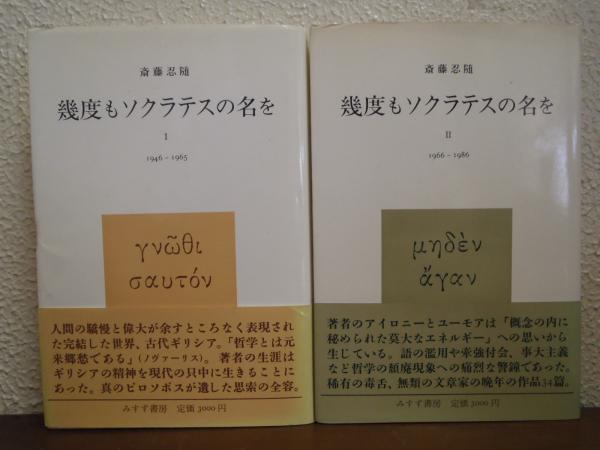 斎藤忍随
幾度もソクラテスの名を
I
1946 – 1965
γνῶθι
σαυτόν
人間の驕慢と偉大が余すところなく表現され
た完結した世界、古代ギリシア。「哲学とは元
来郷愁である」(ノヴァーリス)。著者の生涯は
ギリシアの精神を現代の只中に生きることに
あった。真のピロソポスが遺した思索の全容。
みすず書房 定価 3000 円
斎藤忍随
幾度もソクラテスの名を
II
1966 – 1986
μηδὲν
ἄγαν
著者のアイロニーとユーモアは「概念の内に
秘められた莫大なエネルギー」への思いから
生じている。語の濫用や牽強付会、事大主義
など哲学の頽廃現象への痛烈な警鐘であった。
稀有の毒舌、無類の文章家の晩年の作品34篇。
みすず書房 定価 3000 円